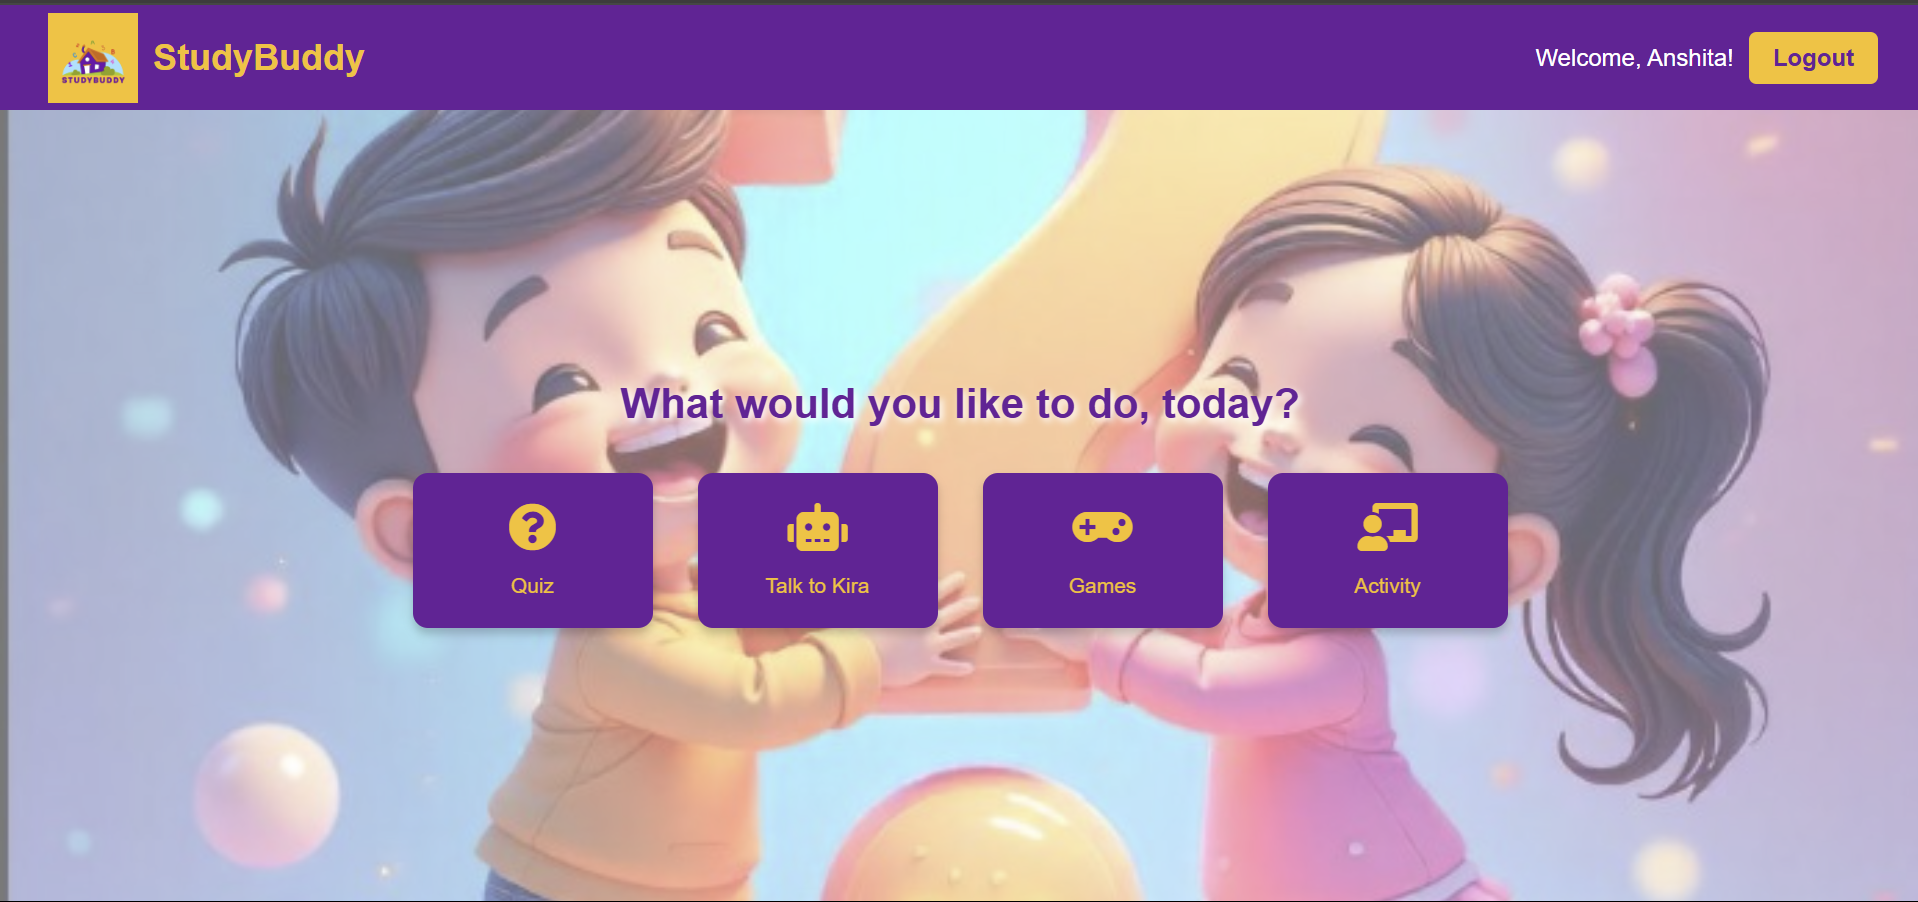 STUDYBUDDY
StudyBuddy
Welcome, Anshita!
Logout
What would you like to do, today?
Quiz
Talk to Kira
Games
Activity